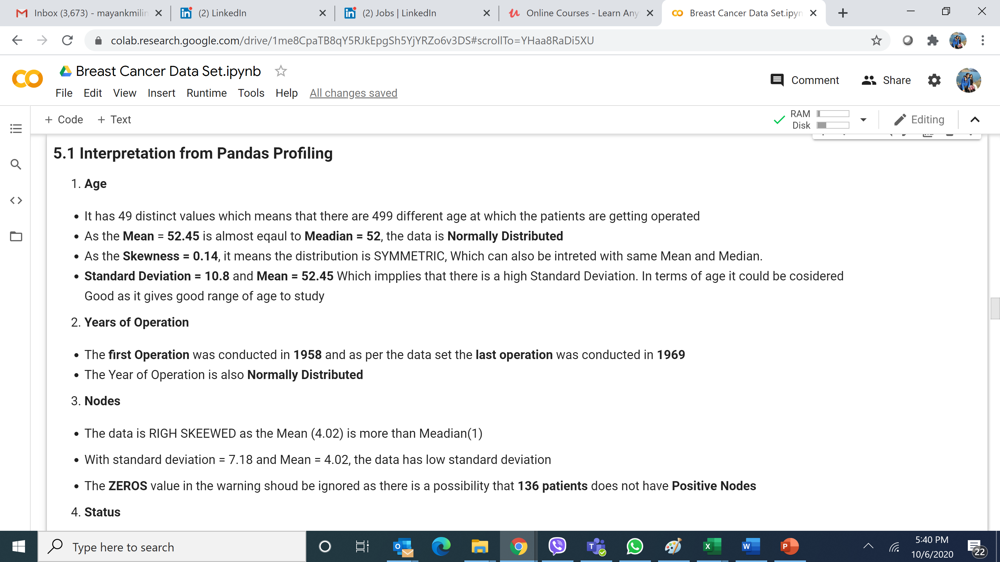 Inbox (3,673) - mayankmilin
(2) LinkedIn
(2) Jobs | LinkedIn
Online Courses - Learn Any
Breast Cancer Data Set.ipyn
colab.research.google.com/drive/1me8CpaTB8qY5RJkEpgSh5YjYRZo6v3DS#scrollTo=YHaa8RaDi5XU
Breast Cancer Data Set.ipynb
Comment
Share
File Edit View Insert Runtime Tools Help All changes saved
+ Code + Text
RAM
Disk
Editing
5.1 Interpretation from Pandas Profiling
1. Age
• It has 49 distinct values which means that there are 499 different age at which the patients are getting operated
• As the Mean = 52.45 is almost eqaul to Meadian = 52, the data is Normally Distributed
• As the Skewness = 0.14, it means the distribution is SYMMETRIC, Which can also be intreted with same Mean and Median.
• Standard Deviation = 10.8 and Mean = 52.45 Which impplies that there is a high Standard Deviation. In terms of age it could be cosidered
Good as it gives good range of age to study
2. Years of Operation
• The first Operation was conducted in 1958 and as per the data set the last operation was conducted in 1969
• The Year of Operation is also Normally Distributed
3. Nodes
• The data is RIGH SKEEWED as the Mean (4.02) is more than Meadian(1)
• With standard deviation = 7.18 and Mean = 4.02, the data has low standard deviation
• The ZEROS value in the warning shoud be ignored as there is a possibility that 136 patients does not have Positive Nodes
4. Status
Type here to search
5:40 PM
10/6/2020
22